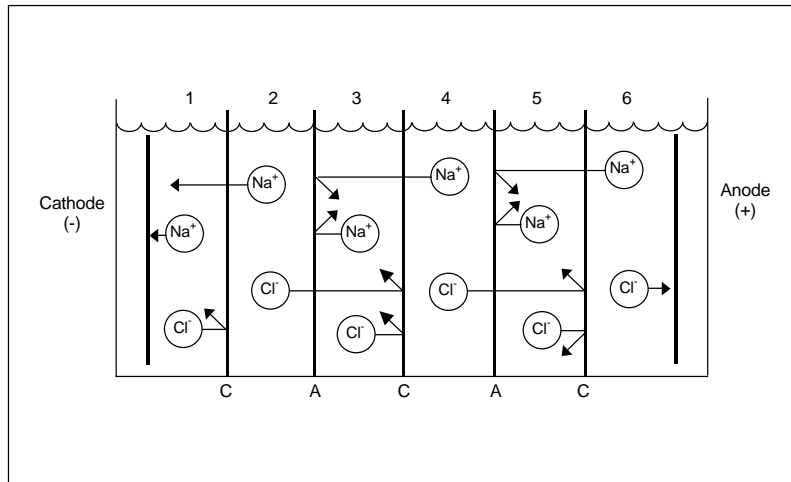 1 2 3 4 5 6
Na⁺ Na⁺ Na⁺
Cathode
(-)
Anode
(+)
Na⁺ Na⁺ Na⁺
Cl⁻ Cl⁻ Cl⁻
Cl⁻ Cl⁻ Cl⁻
C A C A C